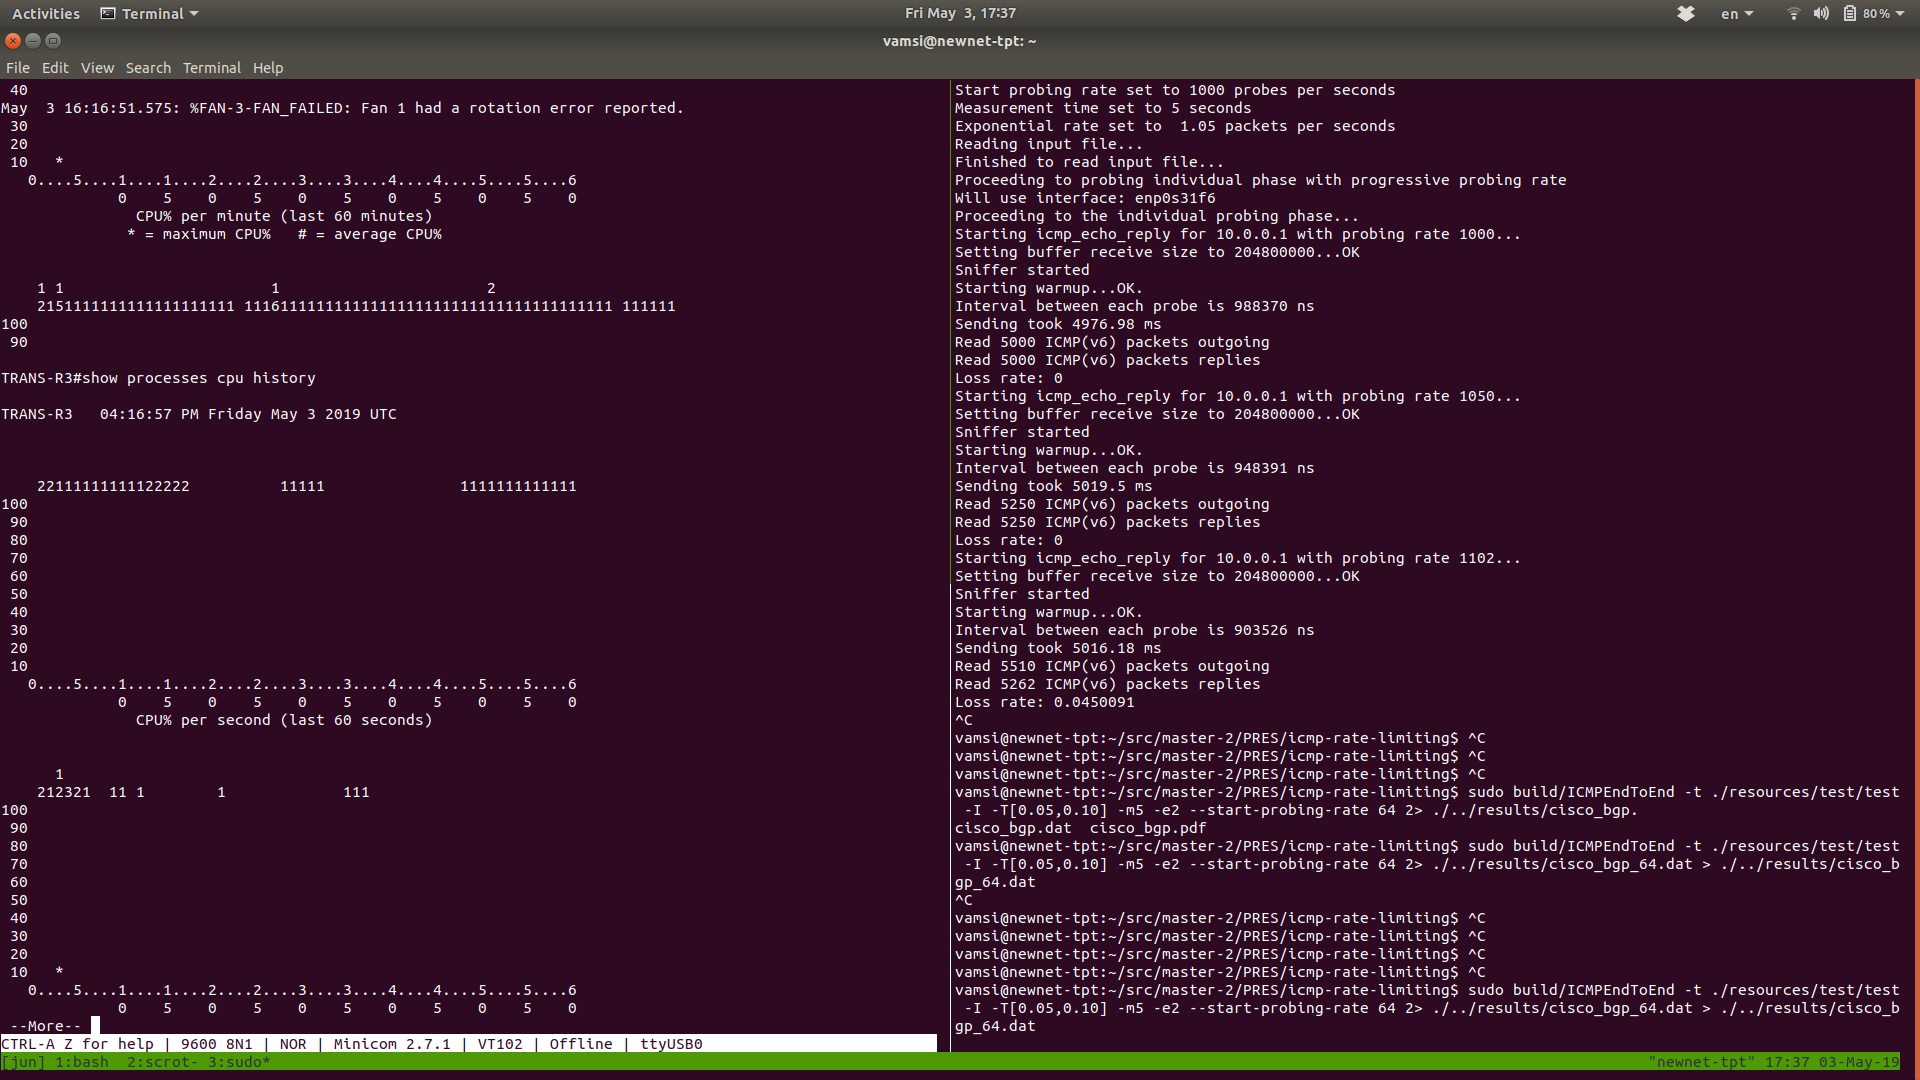 Activities Terminal Fri May 3, 17:37 en 80%
vamsi@newnet-tpt: ~
File Edit View Search Terminal Help
 40
May  3 16:16:51.575: %FAN-3-FAN_FAILED: Fan 1 had a rotation error reported.
 30
 20
 10   *
   0....5....1....1....2....2....3....3....4....4....5....5....6
             0    5    0    5    0    5    0    5    0    5    0
               CPU% per minute (last 60 minutes)
              * = maximum CPU%   # = average CPU%
    1 1                       1                       2
    2151111111111111111111 11161111111111111111111111111111111111111 111111
100
 90
TRANS-R3#show processes cpu history
TRANS-R3   04:16:57 PM Friday May 3 2019 UTC
    22111111111122222          11111               1111111111111
100
 90
 80
 70
 60
 50
 40
 30
 20
 10
   0....5....1....1....2....2....3....3....4....4....5....5....6
             0    5    0    5    0    5    0    5    0    5    0
               CPU% per second (last 60 seconds)
      1
    212321  11 1        1             111
100
 90
 80
 70
 60
 50
 40
 30
 20
 10   *
   0....5....1....1....2....2....3....3....4....4....5....5....6
             0    5    0    5    0    5    0    5    0    5    0
 --More--
CTRL-A Z for help | 9600 8N1 | NOR | Minicom 2.7.1 | VT102 | Offline | ttyUSB0
Start probing rate set to 1000 probes per seconds
Measurement time set to 5 seconds
Exponential rate set to  1.05 packets per seconds
Reading input file...
Finished to read input file...
Proceeding to probing individual phase with progressive probing rate
Will use interface: enp0s31f6
Proceeding to the individual probing phase...
Starting icmp_echo_reply for 10.0.0.1 with probing rate 1000...
Setting buffer receive size to 204800000...OK
Sniffer started
Starting warmup...OK.
Interval between each probe is 988370 ns
Sending took 4976.98 ms
Read 5000 ICMP(v6) packets outgoing
Read 5000 ICMP(v6) packets replies
Loss rate: 0
Starting icmp_echo_reply for 10.0.0.1 with probing rate 1050...
Setting buffer receive size to 204800000...OK
Sniffer started
Starting warmup...OK.
Interval between each probe is 948391 ns
Sending took 5019.5 ms
Read 5250 ICMP(v6) packets outgoing
Read 5250 ICMP(v6) packets replies
Loss rate: 0
Starting icmp_echo_reply for 10.0.0.1 with probing rate 1102...
Setting buffer receive size to 204800000...OK
Sniffer started
Starting warmup...OK.
Interval between each probe is 903526 ns
Sending took 5016.18 ms
Read 5510 ICMP(v6) packets outgoing
Read 5262 ICMP(v6) packets replies
Loss rate: 0.0450091
^C
vamsi@newnet-tpt:~/src/master-2/PRES/icmp-rate-limiting$ ^C
vamsi@newnet-tpt:~/src/master-2/PRES/icmp-rate-limiting$ ^C
vamsi@newnet-tpt:~/src/master-2/PRES/icmp-rate-limiting$ ^C
vamsi@newnet-tpt:~/src/master-2/PRES/icmp-rate-limiting$ sudo build/ICMPEndToEnd -t ./resources/test/test
 -I -T[0.05,0.10] -m5 -e2 --start-probing-rate 64 2> ./../results/cisco_bgp.
cisco_bgp.dat  cisco_bgp.pdf
vamsi@newnet-tpt:~/src/master-2/PRES/icmp-rate-limiting$ sudo build/ICMPEndToEnd -t ./resources/test/test
 -I -T[0.05,0.10] -m5 -e2 --start-probing-rate 64 2> ./../results/cisco_bgp_64.dat > ./../results/cisco_b
gp_64.dat
^C
vamsi@newnet-tpt:~/src/master-2/PRES/icmp-rate-limiting$ ^C
vamsi@newnet-tpt:~/src/master-2/PRES/icmp-rate-limiting$ ^C
vamsi@newnet-tpt:~/src/master-2/PRES/icmp-rate-limiting$ ^C
vamsi@newnet-tpt:~/src/master-2/PRES/icmp-rate-limiting$ ^C
vamsi@newnet-tpt:~/src/master-2/PRES/icmp-rate-limiting$ sudo build/ICMPEndToEnd -t ./resources/test/test
 -I -T[0.05,0.10] -m5 -e2 --start-probing-rate 64 2> ./../results/cisco_bgp_64.dat > ./../results/cisco_b
gp_64.dat
[jun] 1:bash  2:scrot- 3:sudo* "newnet-tpt" 17:37 03-May-19